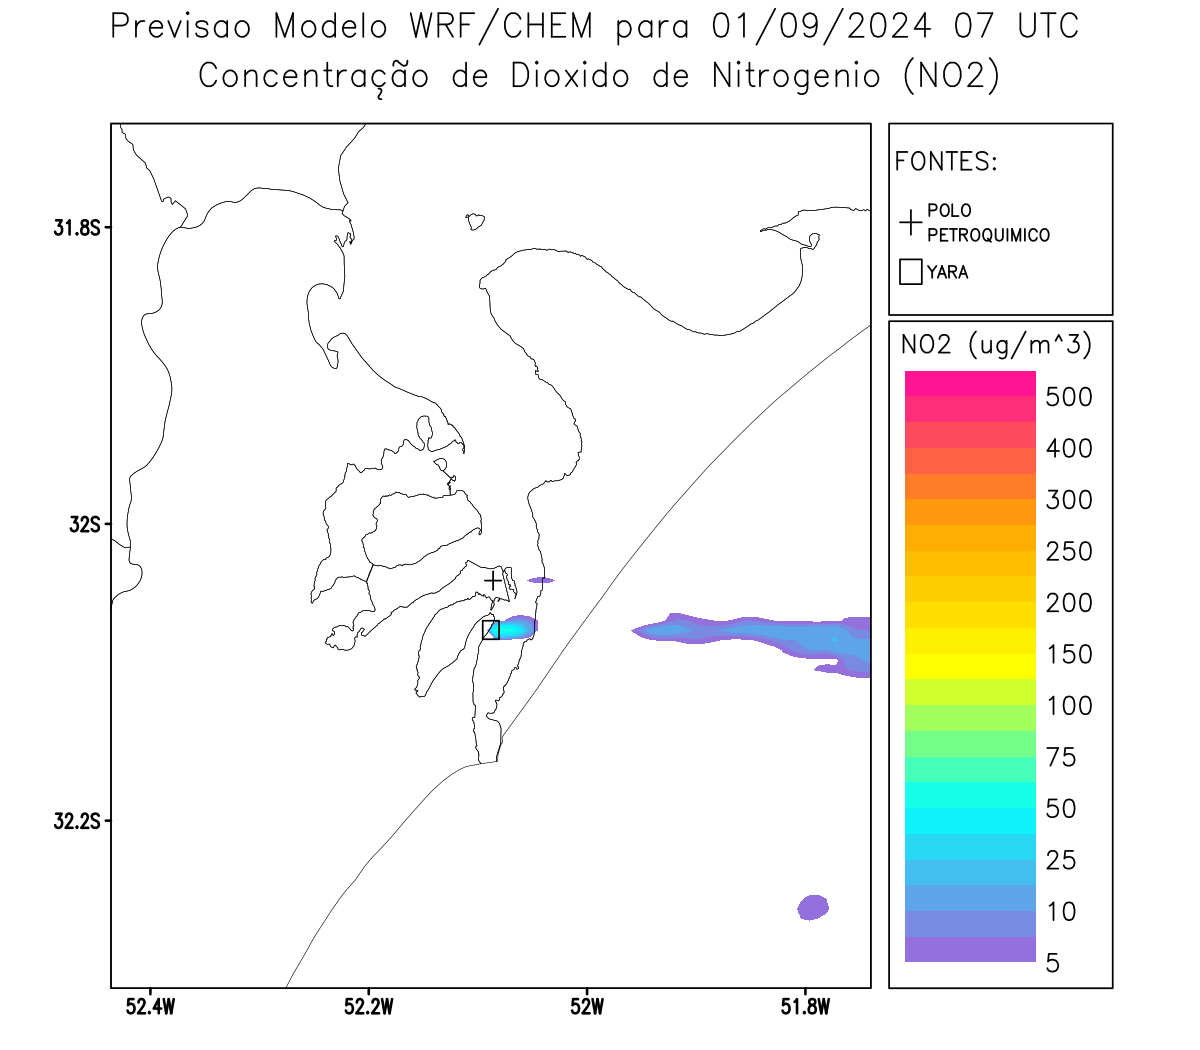 Previsao Modelo WRF/CHEM para 01/09/2024 07 UTC
Concentração de Dioxido de Nitrogenio (NO2)
FONTES:
POLO
PETROQUIMICO
YARA
NO2 (ug/m^3)
500
400
300
250
200
150
100
75
50
25
10
5
31.8S
32S
32.2S
52.4W
52.2W
52W
51.8W